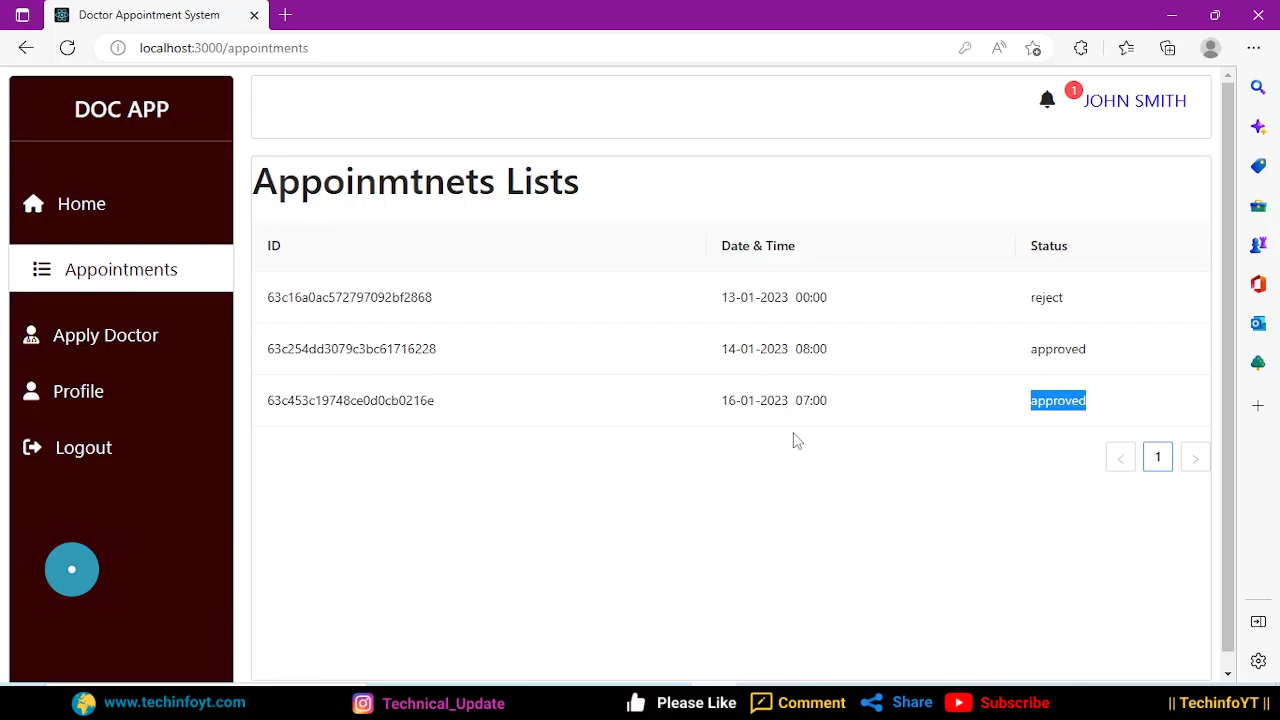 Doctor Appointment System
localhost:3000/appointments
DOC APP
1
JOHN SMITH
Home
Appointments
Apply Doctor
Profile
Logout
Appoinmtnets Lists
ID Date & Time Status
63c16a0ac572797092bf2868 13-01-2023 00:00 reject
63c254dd3079c3bc61716228 14-01-2023 08:00 approved
63c453c19748ce0d0cb0216e 16-01-2023 07:00 approved
< 1 >
www.techinfoyt.com Technical_Update Please Like Comment Share Subscribe || TechinfoYT ||